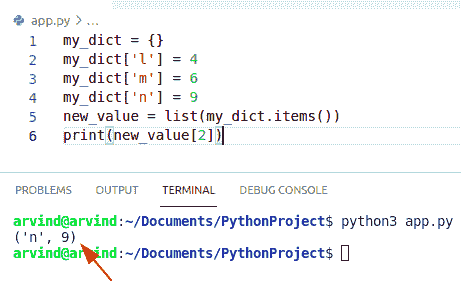 app.py > ...
1 my_dict = {}
2 my_dict['l'] = 4
3 my_dict['m'] = 6
4 my_dict['n'] = 9
5 new_value = list(my_dict.items())
6 print(new_value[2])
PROBLEMS OUTPUT TERMINAL DEBUG CONSOLE
arvind@arvind:~/Documents/PythonProject$ python3 app.py
('n', 9)
arvind@arvind:~/Documents/PythonProject$